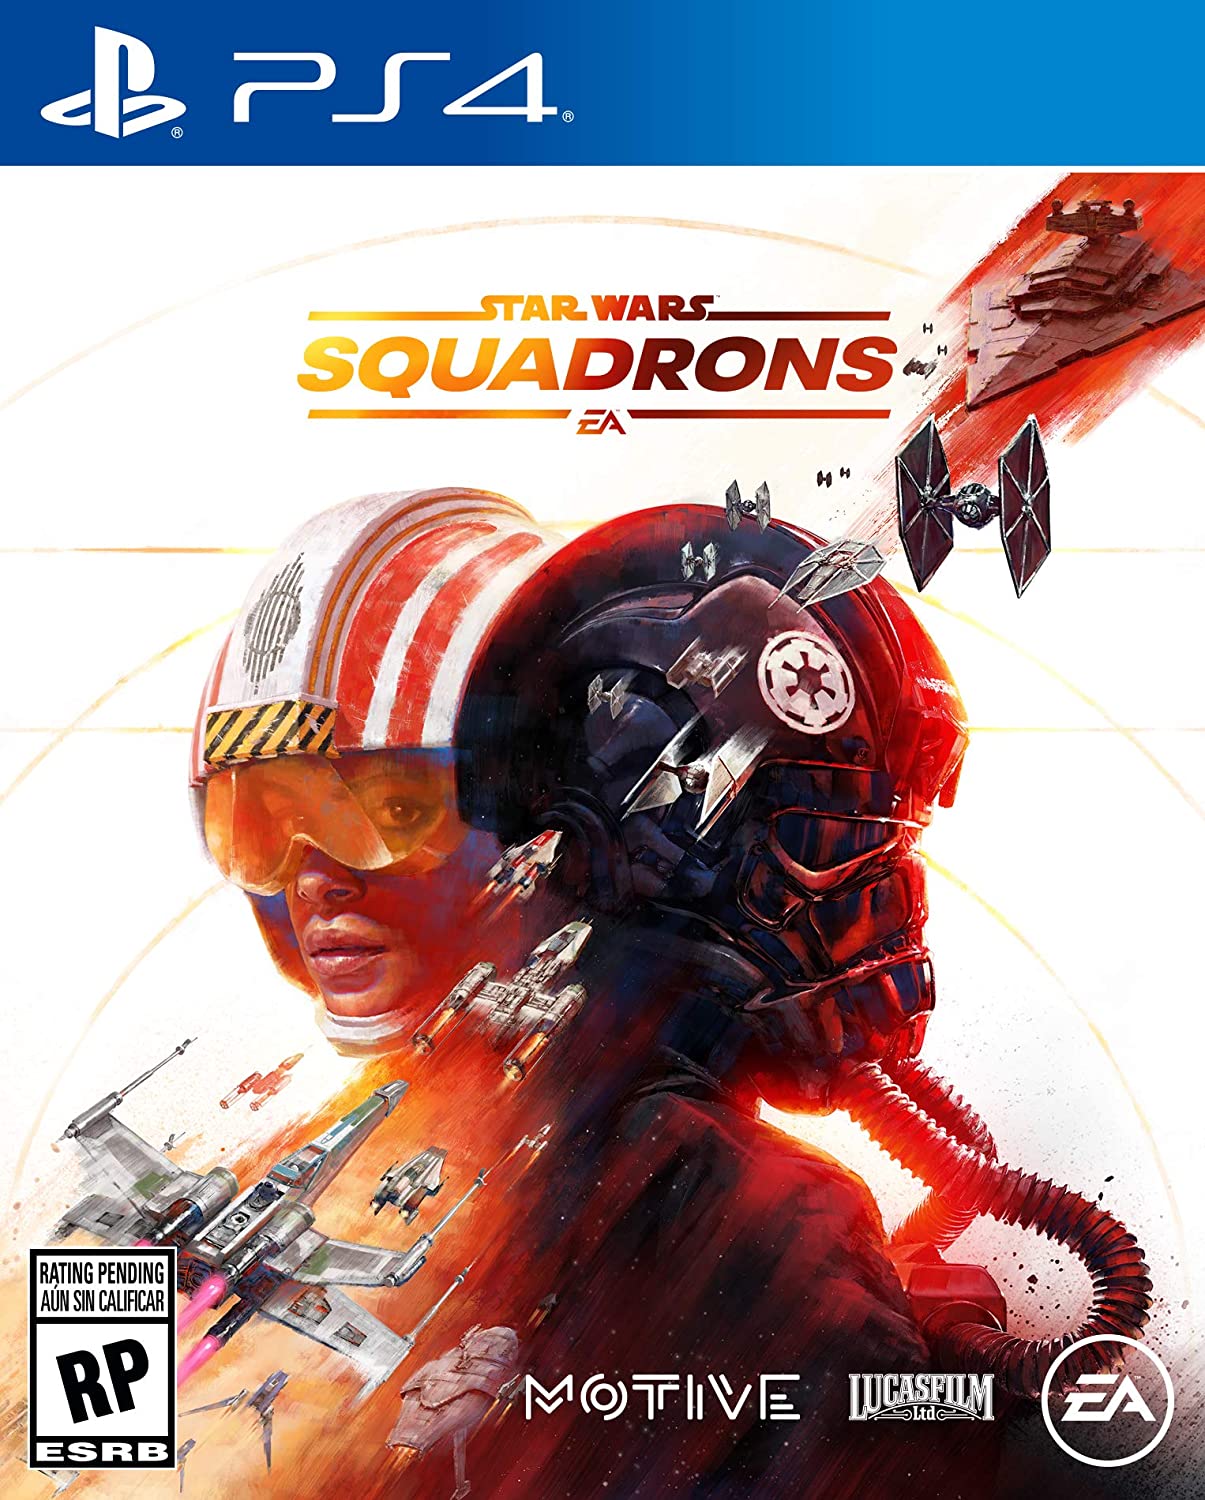 PS4
STAR WARS
SQUADRONS
EA
RATING PENDING
AÚN SIN CALIFICAR
RP
ESRB
MOTIVE
LUCASFILM
Ltd
EA